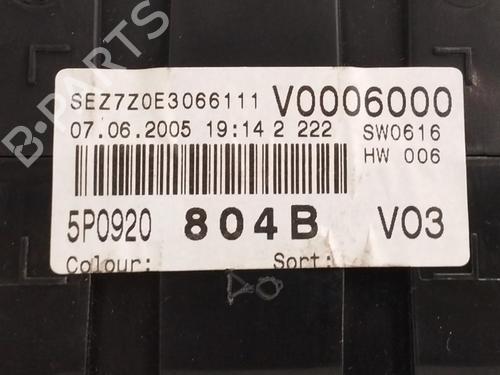 SEZ7Z0E3066111 V0006000
07.06.2005 19:14 2 222 SW0616
HW 006
5P0920 804B V03
Colour: Sort:
B-PARTS